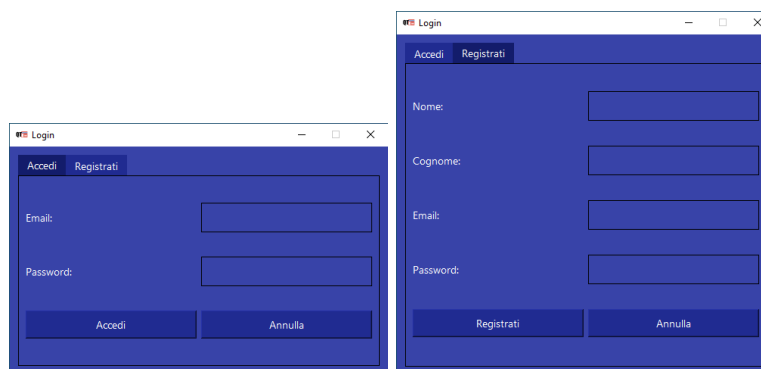 Login
Accedi Registrati
Email:
Password:
Accedi Annulla
Login
Accedi Registrati
Nome:
Cognome:
Email:
Password:
Registrati Annulla